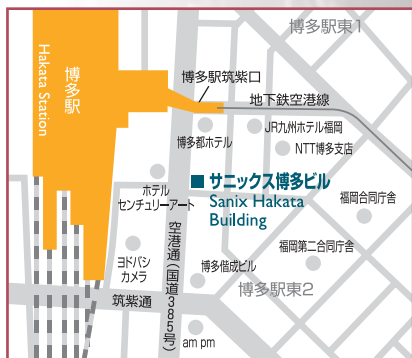 博多駅東1
博多駅
Hakata Station
博多駅筑紫口
地下鉄空港線
博多都ホテル
JR九州ホテル福岡
NTT博多支店
ホテル
センチュリーアート
サニックス博多ビル
Sanix Hakata
Building
福岡合同庁舎
空港通(国道385号)
福岡第二合同庁舎
ヨドバシ
カメラ
博多偕成ビル
博多駅東2
筑紫通
am pm